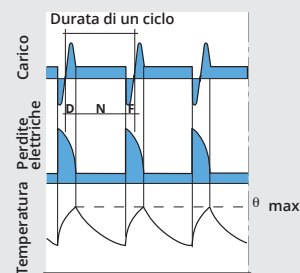 Durata di un ciclo
Carico
D N F
Perdite
elettriche
θ max
Temperatura